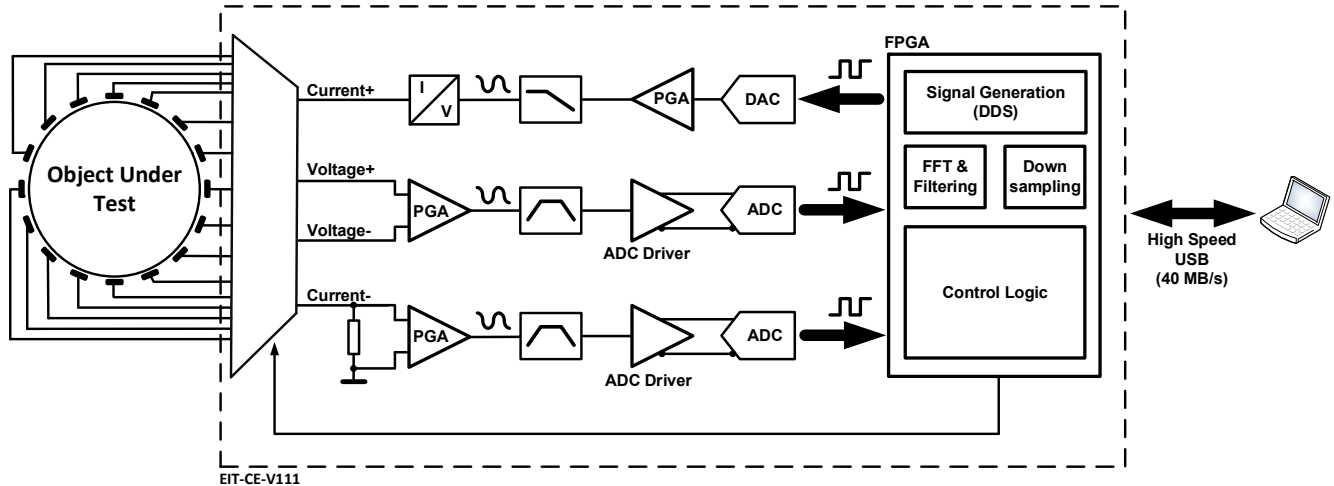 FPGA
Current+
I
V
PGA
DAC
Signal Generation
(DDS)
Object Under
Test
Voltage+
Voltage-
PGA
ADC Driver
ADC
FFT &
Filtering
Down
sampling
High Speed
USB
(40 MB/s)
Current-
PGA
ADC Driver
ADC
Control Logic
EIT-CE-V111